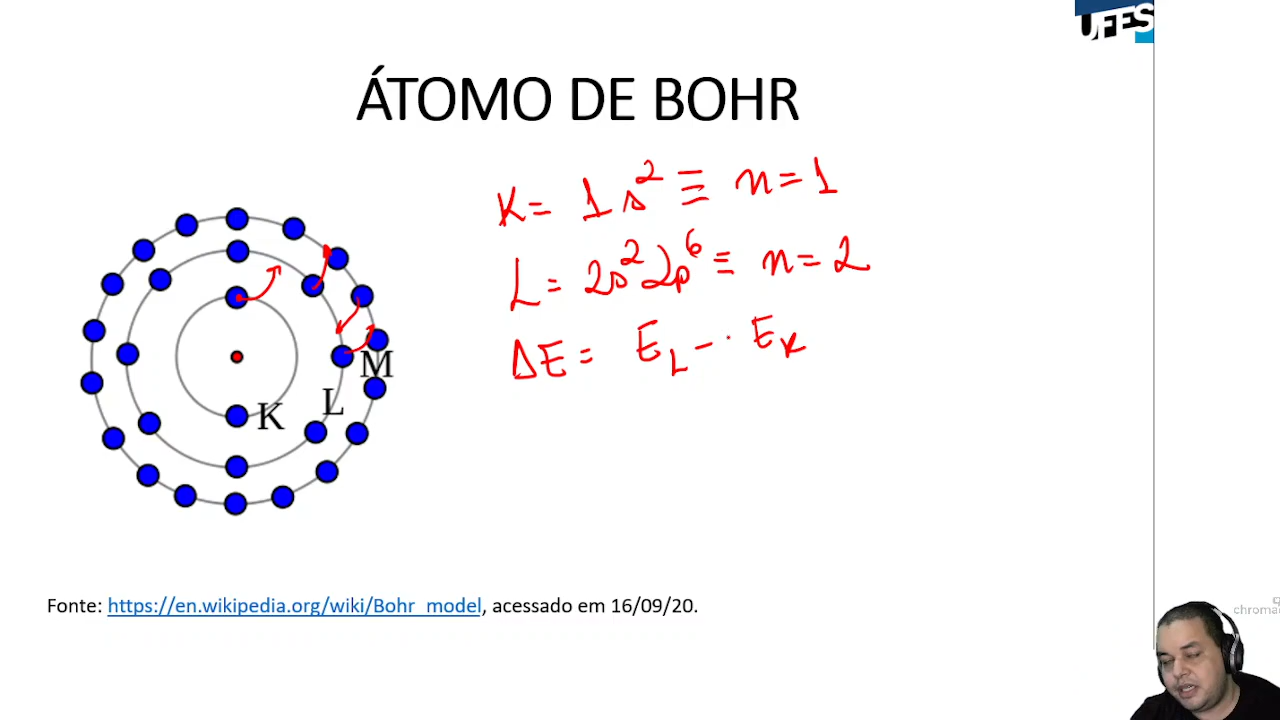 UFES
ÁTOMO DE BOHR
K = 1s² ≡ n = 1
L = 2s² 2p⁶ ≡ n = 2
ΔE = E_L - E_K
M
L
K
Fonte: https://en.wikipedia.org/wiki/Bohr_model, acessado em 16/09/20.